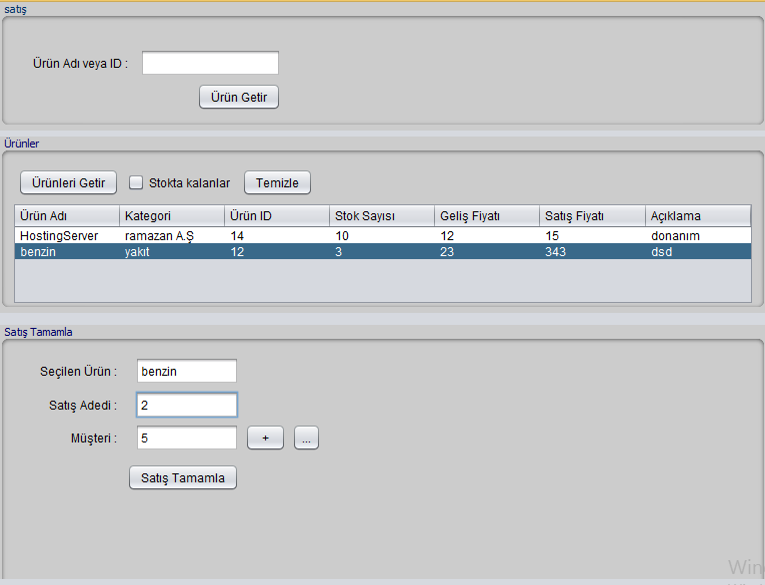 satış
Ürün Adı veya ID :
Ürün Getir
Ürünler
Ürünleri Getir Stokta kalanlar Temizle
Ürün Adı Kategori Ürün ID Stok Sayısı Geliş Fiyatı Satış Fiyatı Açıklama
HostingServer ramazan A.Ş 14 10 12 15 donanım
benzin yakıt 12 3 23 343 dsd
Satış Tamamla
Seçilen Ürün : benzin
Satış Adedi : 2
Müşteri : 5 + ...
Satış Tamamla
Win